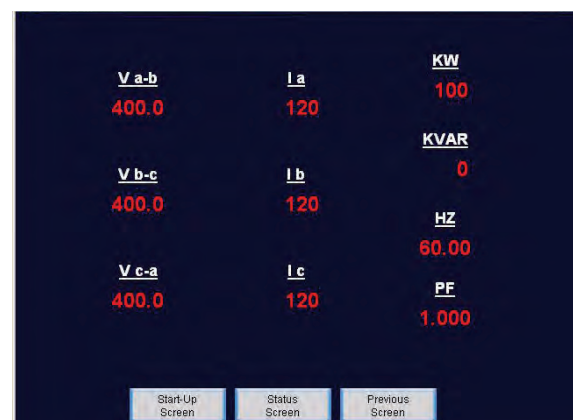 V a-b
400.0
V b-c
400.0
V c-a
400.0
I a
120
I b
120
I c
120
KW
100
KVAR
0
HZ
60.00
PF
1.000
Start-Up
Screen
Status
Screen
Previous
Screen